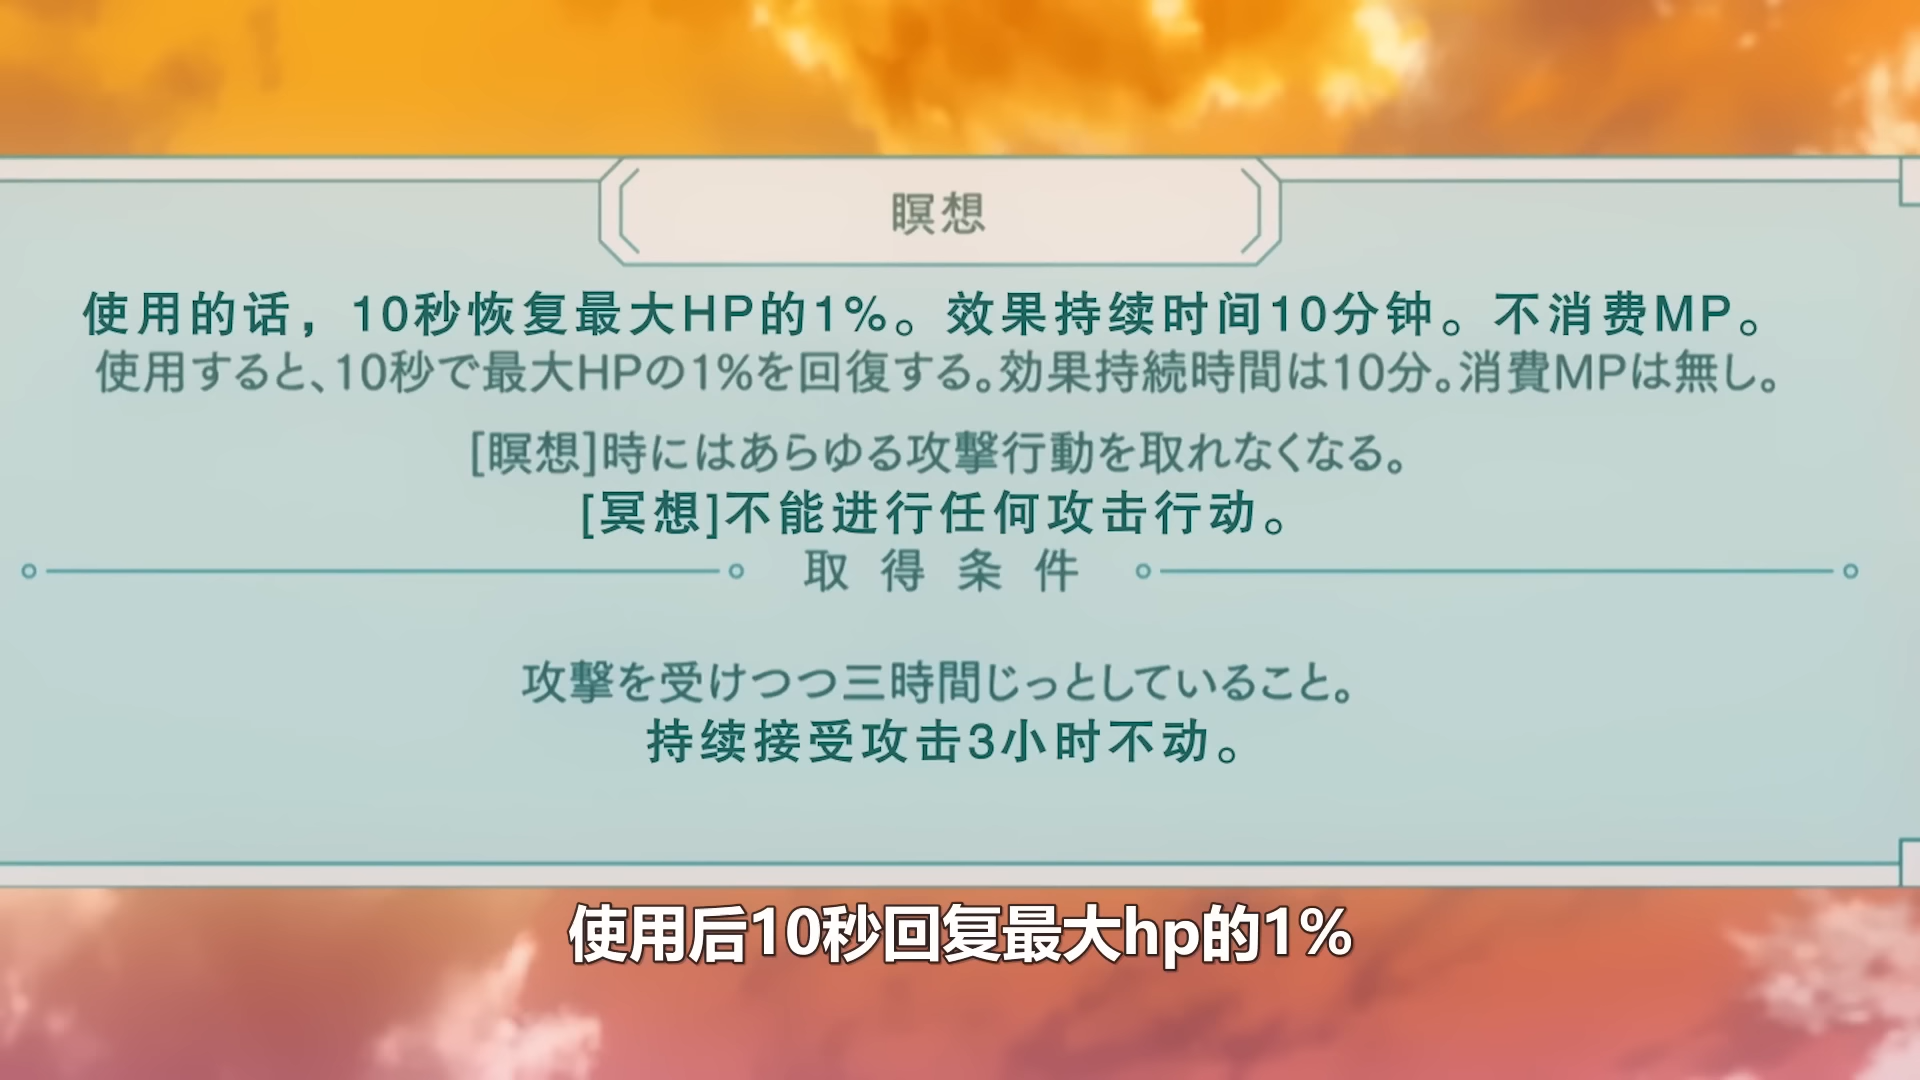 瞑想
使用的话，10秒恢复最大HP的1%。效果持续时间10分钟。不消费MP。
使用すると、10秒で最大HPの1%を回復する。効果持続時間は10分。消費MPは無し。
[瞑想]時にはあらゆる攻撃行動を取れなくなる。
[冥想]不能进行任何攻击行动。
取得条件
攻撃を受けつつ三時間じっとしていること。
持续接受攻击3小时不动。
使用后10秒回复最大hp的1%